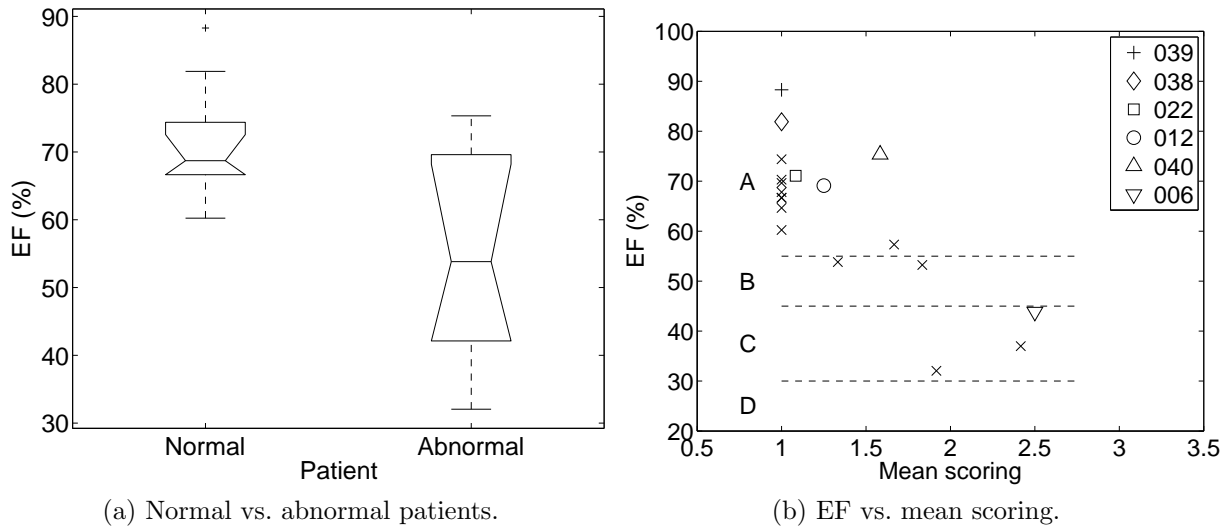 90
80
70
60
50
40
30
EF (%)
Normal Abnormal
Patient
(a) Normal vs. abnormal patients.
100
90
80
70
60
50
40
30
20
EF (%)
A
B
C
D
039
038
022
012
040
006
0.5 1 1.5 2 2.5 3 3.5
Mean scoring
(b) EF vs. mean scoring.